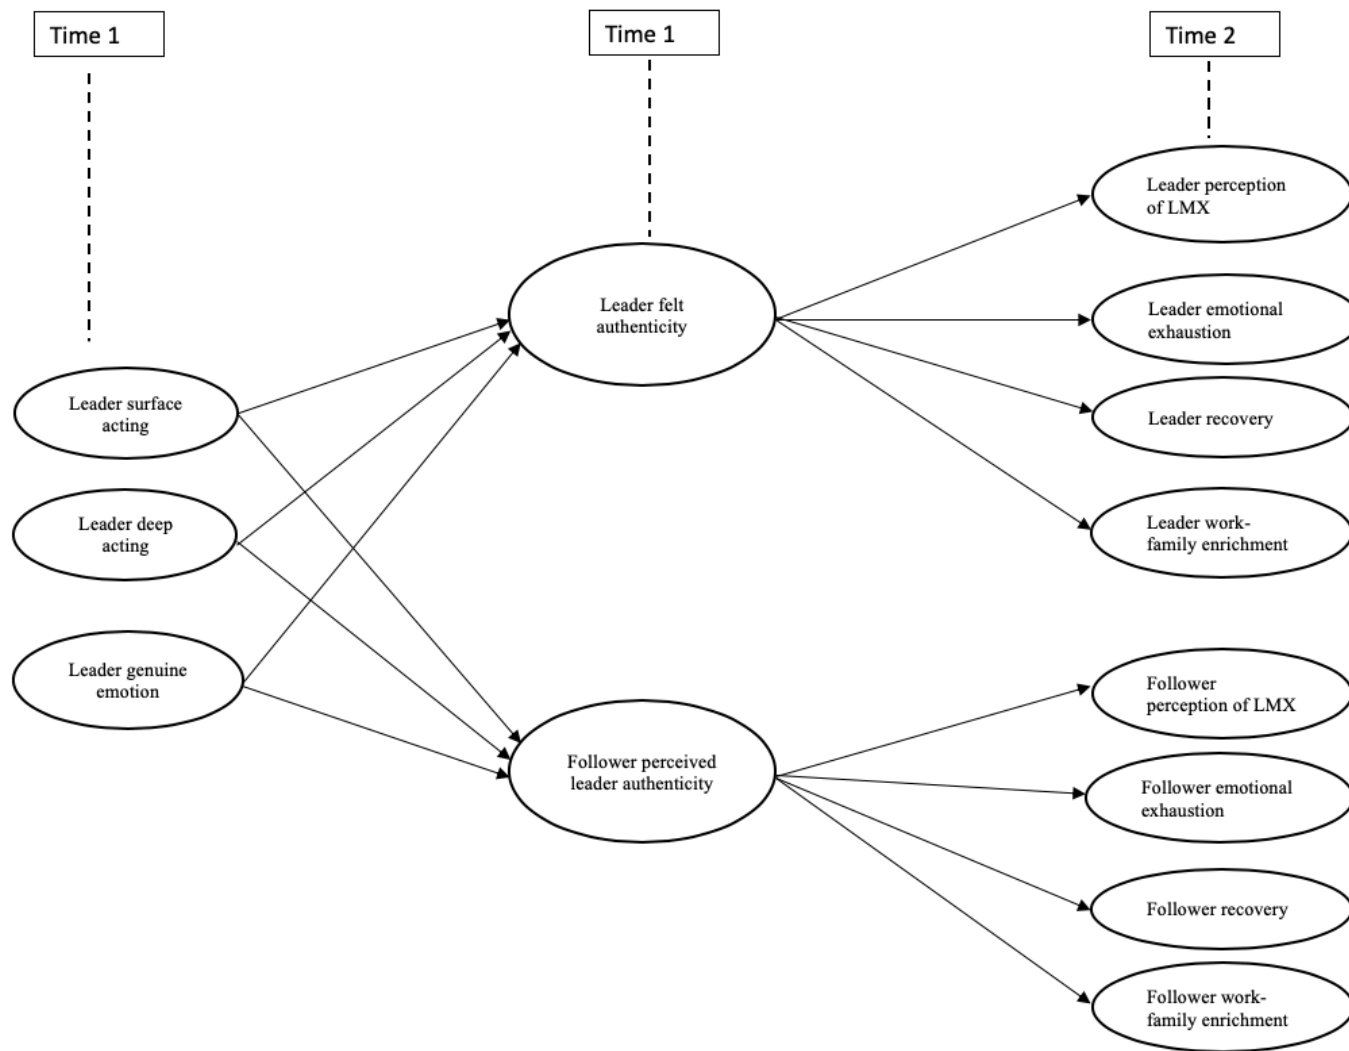 Time 1
Time 1
Time 2
Leader surface
acting
Leader deep
acting
Leader genuine
emotion
Leader felt
authenticity
Follower perceived
leader authenticity
Leader perception
of LMX
Leader emotional
exhaustion
Leader recovery
Leader work-
family enrichment
Follower
perception of LMX
Follower emotional
exhaustion
Follower recovery
Follower work-
family enrichment